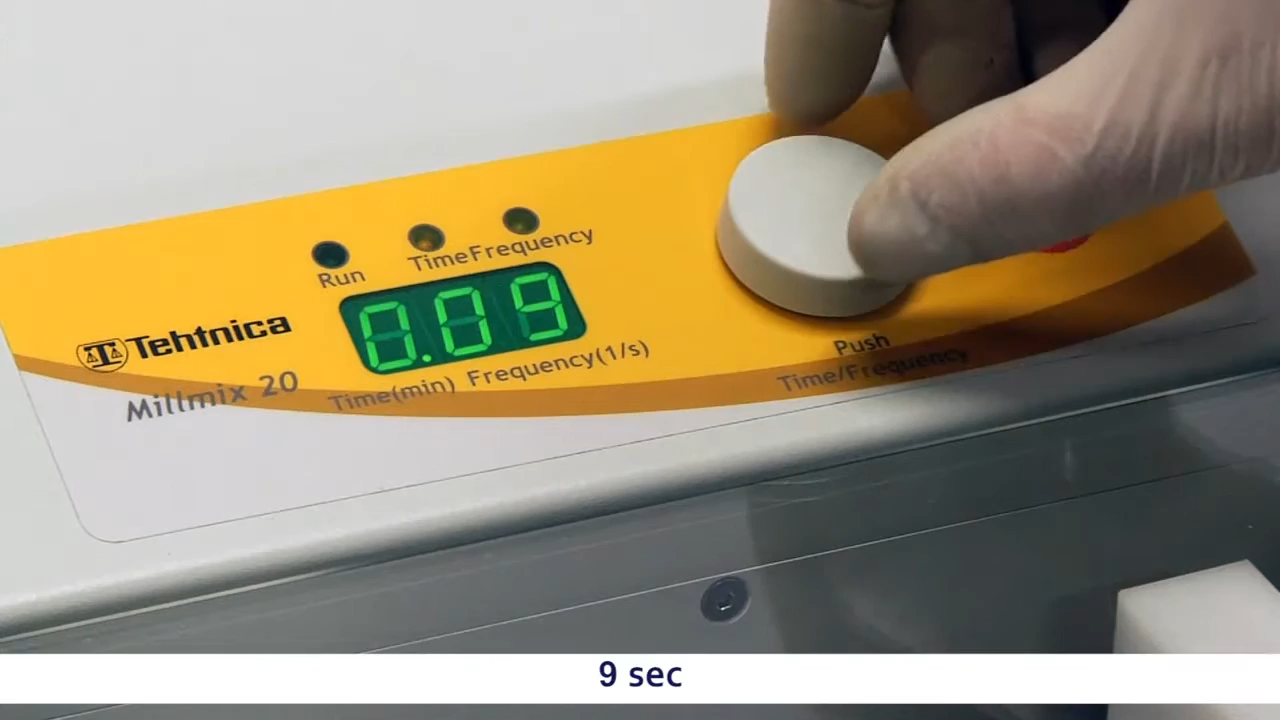 Run
Time
Frequency
0.09
Tehtnica
Millmix 20
Time(min)
Frequency(1/s)
Push
Time/Frequency
9 sec